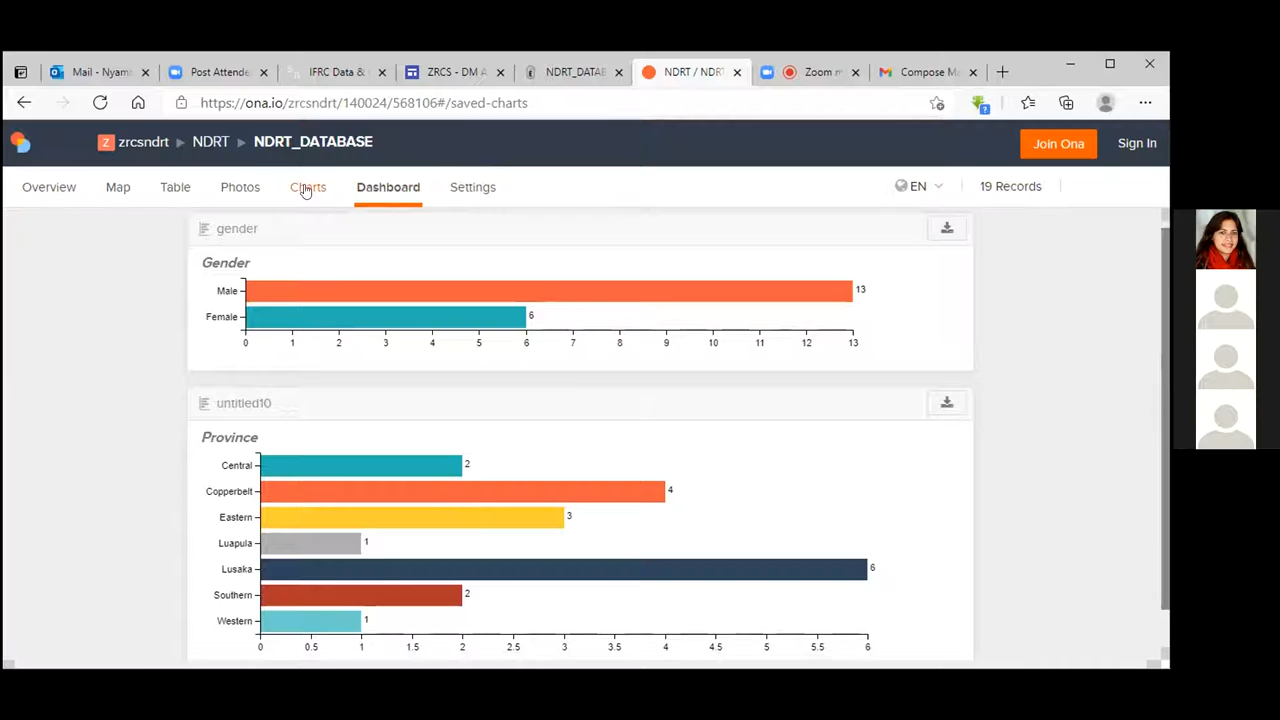 Mail - Nyam
Post Attende
IFRC Data &
ZRCS - DM A
NDRT_DATAB
NDRT / NDR
Zoom m
Compose M
https://ona.io/zrcsndrt/140024/568106#/saved-charts
Z zrcsndrt NDRT NDRT_DATABASE
Join Ona
Sign In
Overview
Map
Table
Photos
Charts
Dashboard
Settings
EN
19 Records
gender
Gender
Male 13
Female 6
0 1 2 3 4 5 6 7 8 9 10 11 12 13
untitled10
Province
Central 2
Copperbelt 4
Eastern 3
Luapula 1
Lusaka 6
Southern 2
Western 1
0 0.5 1 1.5 2 2.5 3 3.5 4 4.5 5 5.5 6